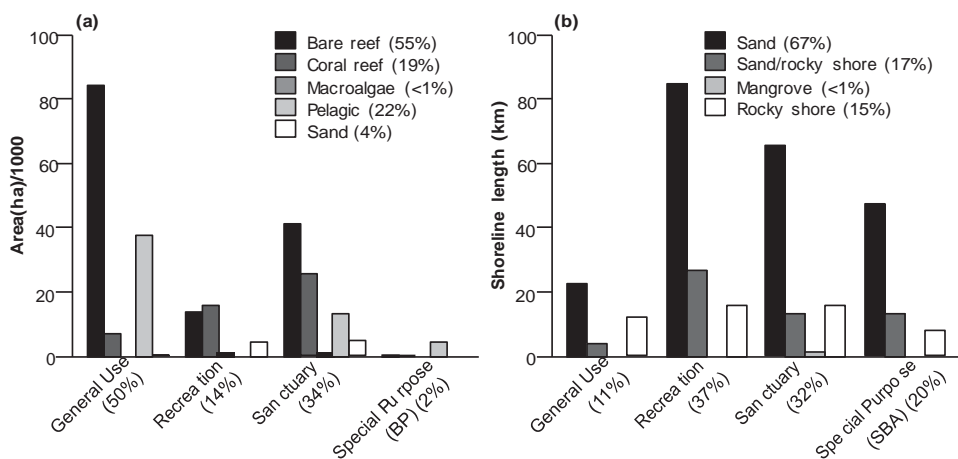 (a)
100
80
60
40
20
0
Area(ha)/1000
Bare reef (55%)
Coral reef (19%)
Macroalgae (<1%)
Pelagic (22%)
Sand (4%)
General Use
(50%)
Recrea tion
(14%)
San ctuary
(34%)
Special Pu rpose
(BP) (2%)
(b)
100
80
60
40
20
0
Shoreline length (km)
Sand (67%)
Sand/rocky shore (17%)
Mangrove (<1%)
Rocky shore (15%)
General Use
(11%)
Recrea tion
(37%)
San ctuary
(32%)
Spe cial Purpo se
(SBA) (20%)